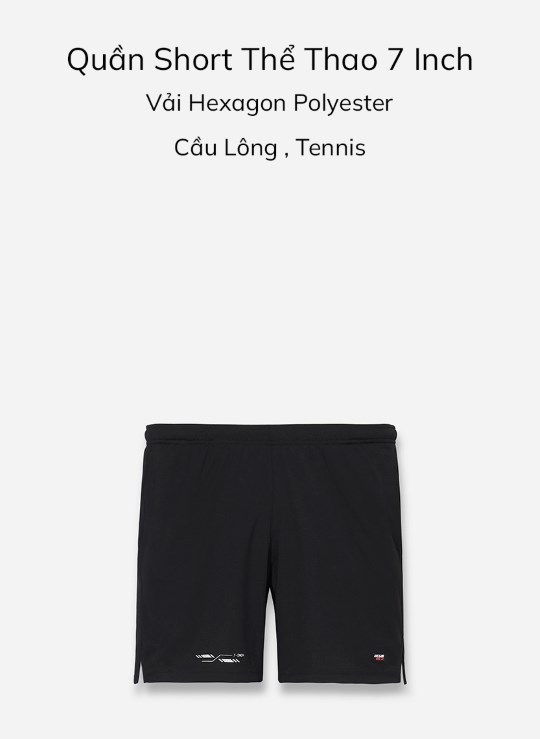 Quần Short Thể Thao 7 Inch
Vải Hexagon Polyester
Cầu Lông , Tennis